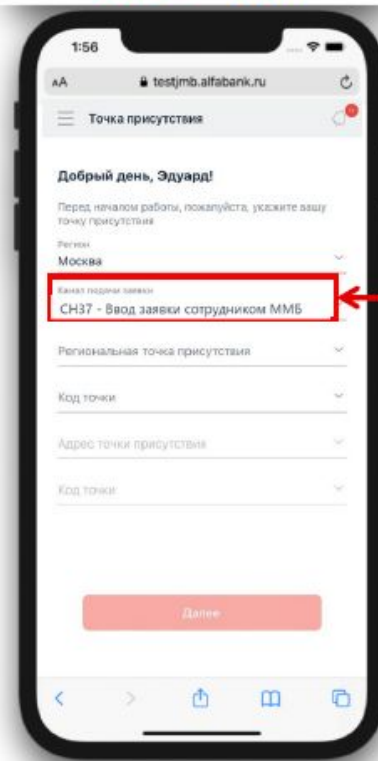 1:56
AA
testjmb.alfabank.ru
Точка присутствия
Добрый день, Эдуард!
Перед началом работы, пожалуйста, укажите вашу
точку присутствия
Регион
Москва
Канал подачи заявки
CH37 - Ввод заявки сотрудником ММБ
Региональная точка присутствия
Код точки
Адрес точки присутствия
Код точки
Далее